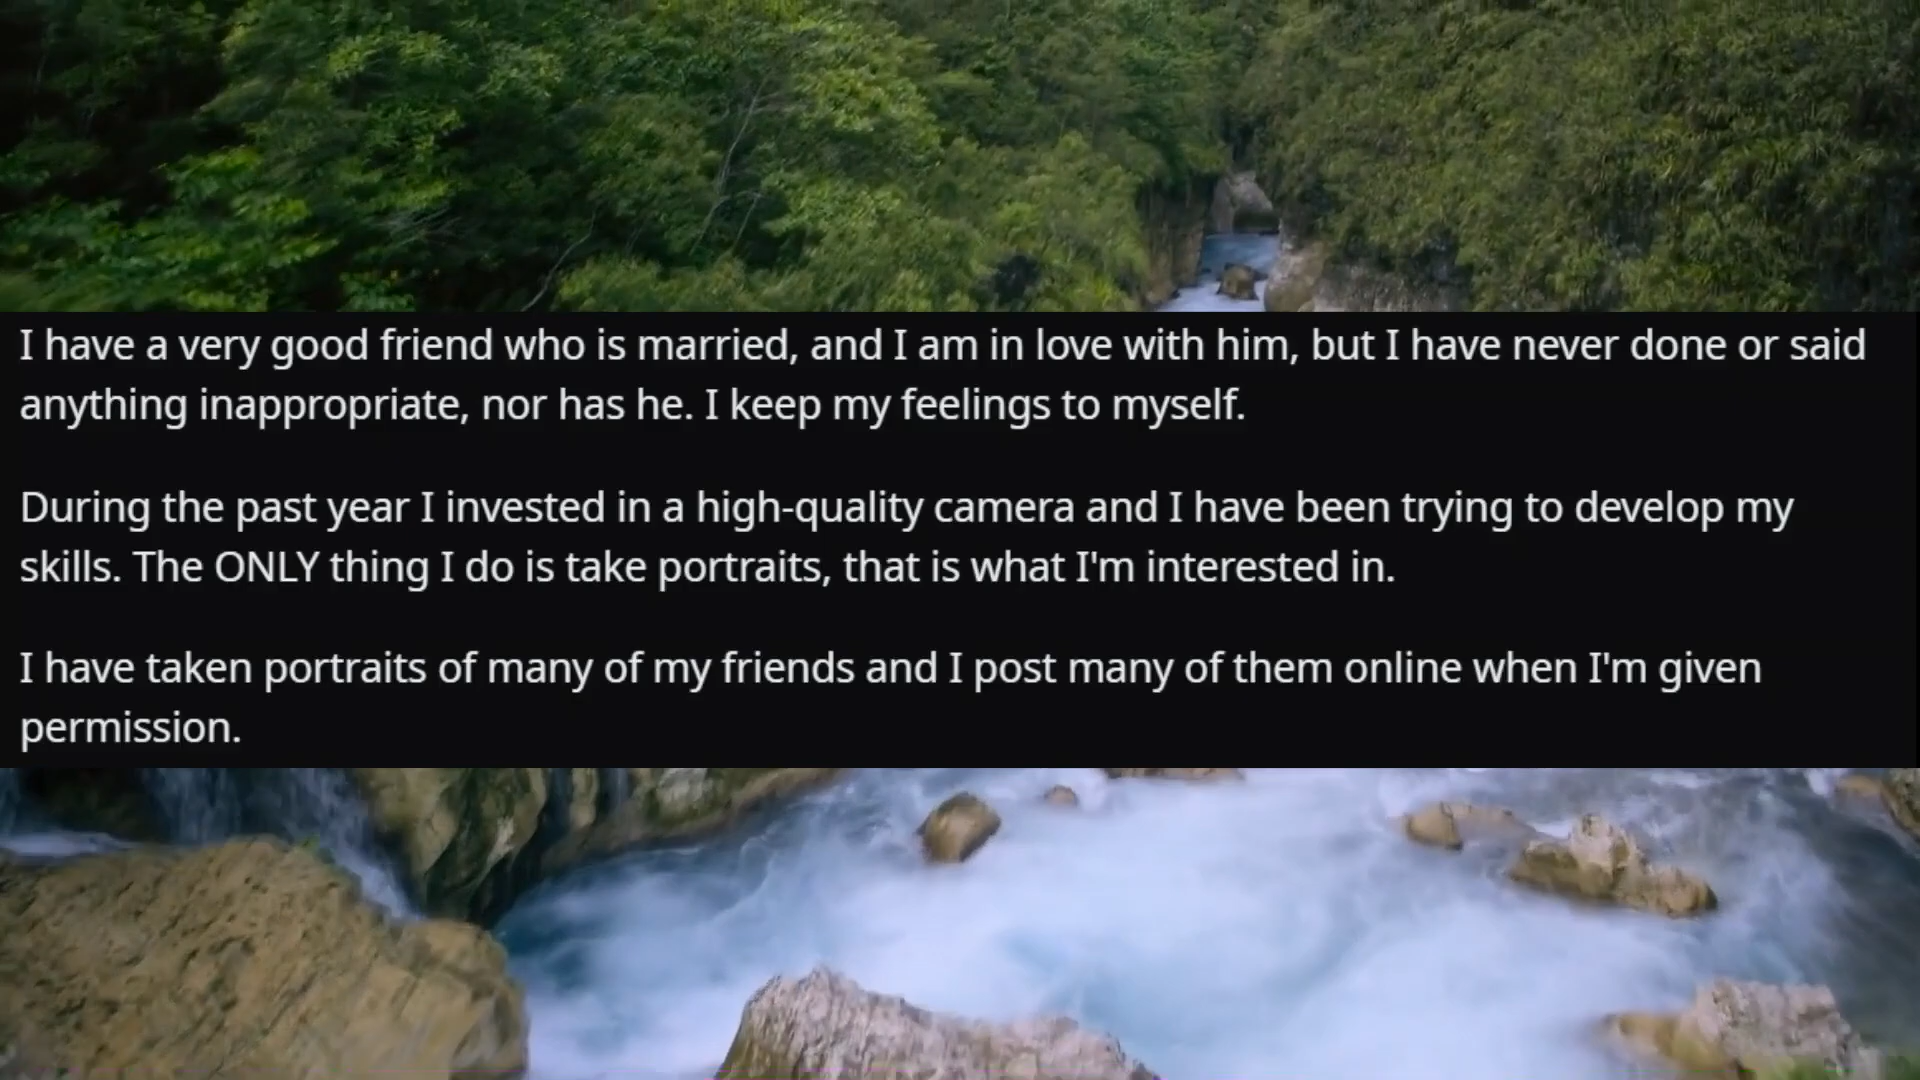 I have a very good friend who is married, and I am in love with him, but I have never done or said
anything inappropriate, nor has he. I keep my feelings to myself.
During the past year I invested in a high-quality camera and I have been trying to develop my
skills. The ONLY thing I do is take portraits, that is what I'm interested in.
I have taken portraits of many of my friends and I post many of them online when I'm given
permission.